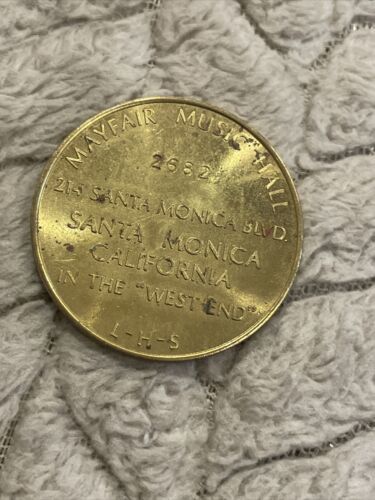 MAYFAIR MUSIC HALL
2682
214 SANTA MONICA BLVD.
SANTA MONICA
CALIFORNIA
IN THE "WEST END"
L-H-S